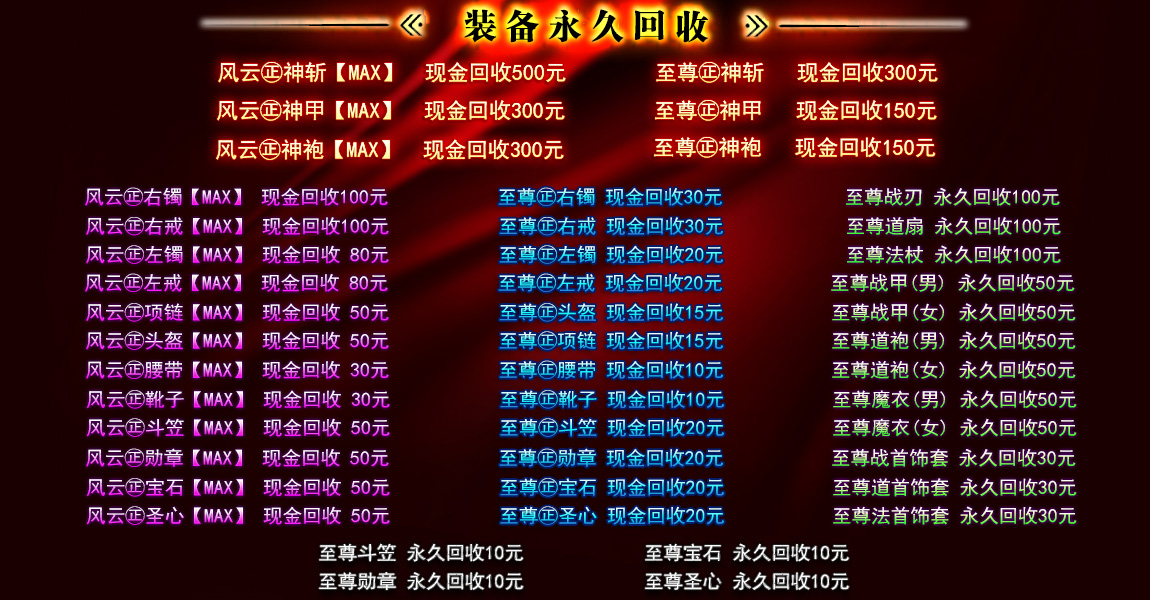 装备永久回收
风云㊣神斩【MAX】 现金回收500元 至尊㊣神斩 现金回收300元
风云㊣神甲【MAX】 现金回收300元 至尊㊣神甲 现金回收150元
风云㊣神袍【MAX】 现金回收300元 至尊㊣神袍 现金回收150元
风云㊣右镯【MAX】 现金回收100元 至尊㊣右镯 现金回收30元 至尊战刃 永久回收100元
风云㊣右戒【MAX】 现金回收100元 至尊㊣右戒 现金回收30元 至尊道扇 永久回收100元
风云㊣左镯【MAX】 现金回收 80元 至尊㊣左镯 现金回收20元 至尊法杖 永久回收100元
风云㊣左戒【MAX】 现金回收 80元 至尊㊣左戒 现金回收20元 至尊战甲(男) 永久回收50元
风云㊣项链【MAX】 现金回收 50元 至尊㊣头盔 现金回收15元 至尊战甲(女) 永久回收50元
风云㊣头盔【MAX】 现金回收 50元 至尊㊣项链 现金回收15元 至尊道袍(男) 永久回收50元
风云㊣腰带【MAX】 现金回收 30元 至尊㊣腰带 现金回收10元 至尊道袍(女) 永久回收50元
风云㊣靴子【MAX】 现金回收 30元 至尊㊣靴子 现金回收10元 至尊魔衣(男) 永久回收50元
风云㊣斗笠【MAX】 现金回收 50元 至尊㊣斗笠 现金回收20元 至尊魔衣(女) 永久回收50元
风云㊣勋章【MAX】 现金回收 50元 至尊㊣勋章 现金回收20元 至尊战首饰套 永久回收30元
风云㊣宝石【MAX】 现金回收 50元 至尊㊣宝石 现金回收20元 至尊道首饰套 永久回收30元
风云㊣圣心【MAX】 现金回收 50元 至尊㊣圣心 现金回收20元 至尊法首饰套 永久回收30元
至尊斗笠 永久回收10元 至尊宝石 永久回收10元
至尊勋章 永久回收10元 至尊圣心 永久回收10元